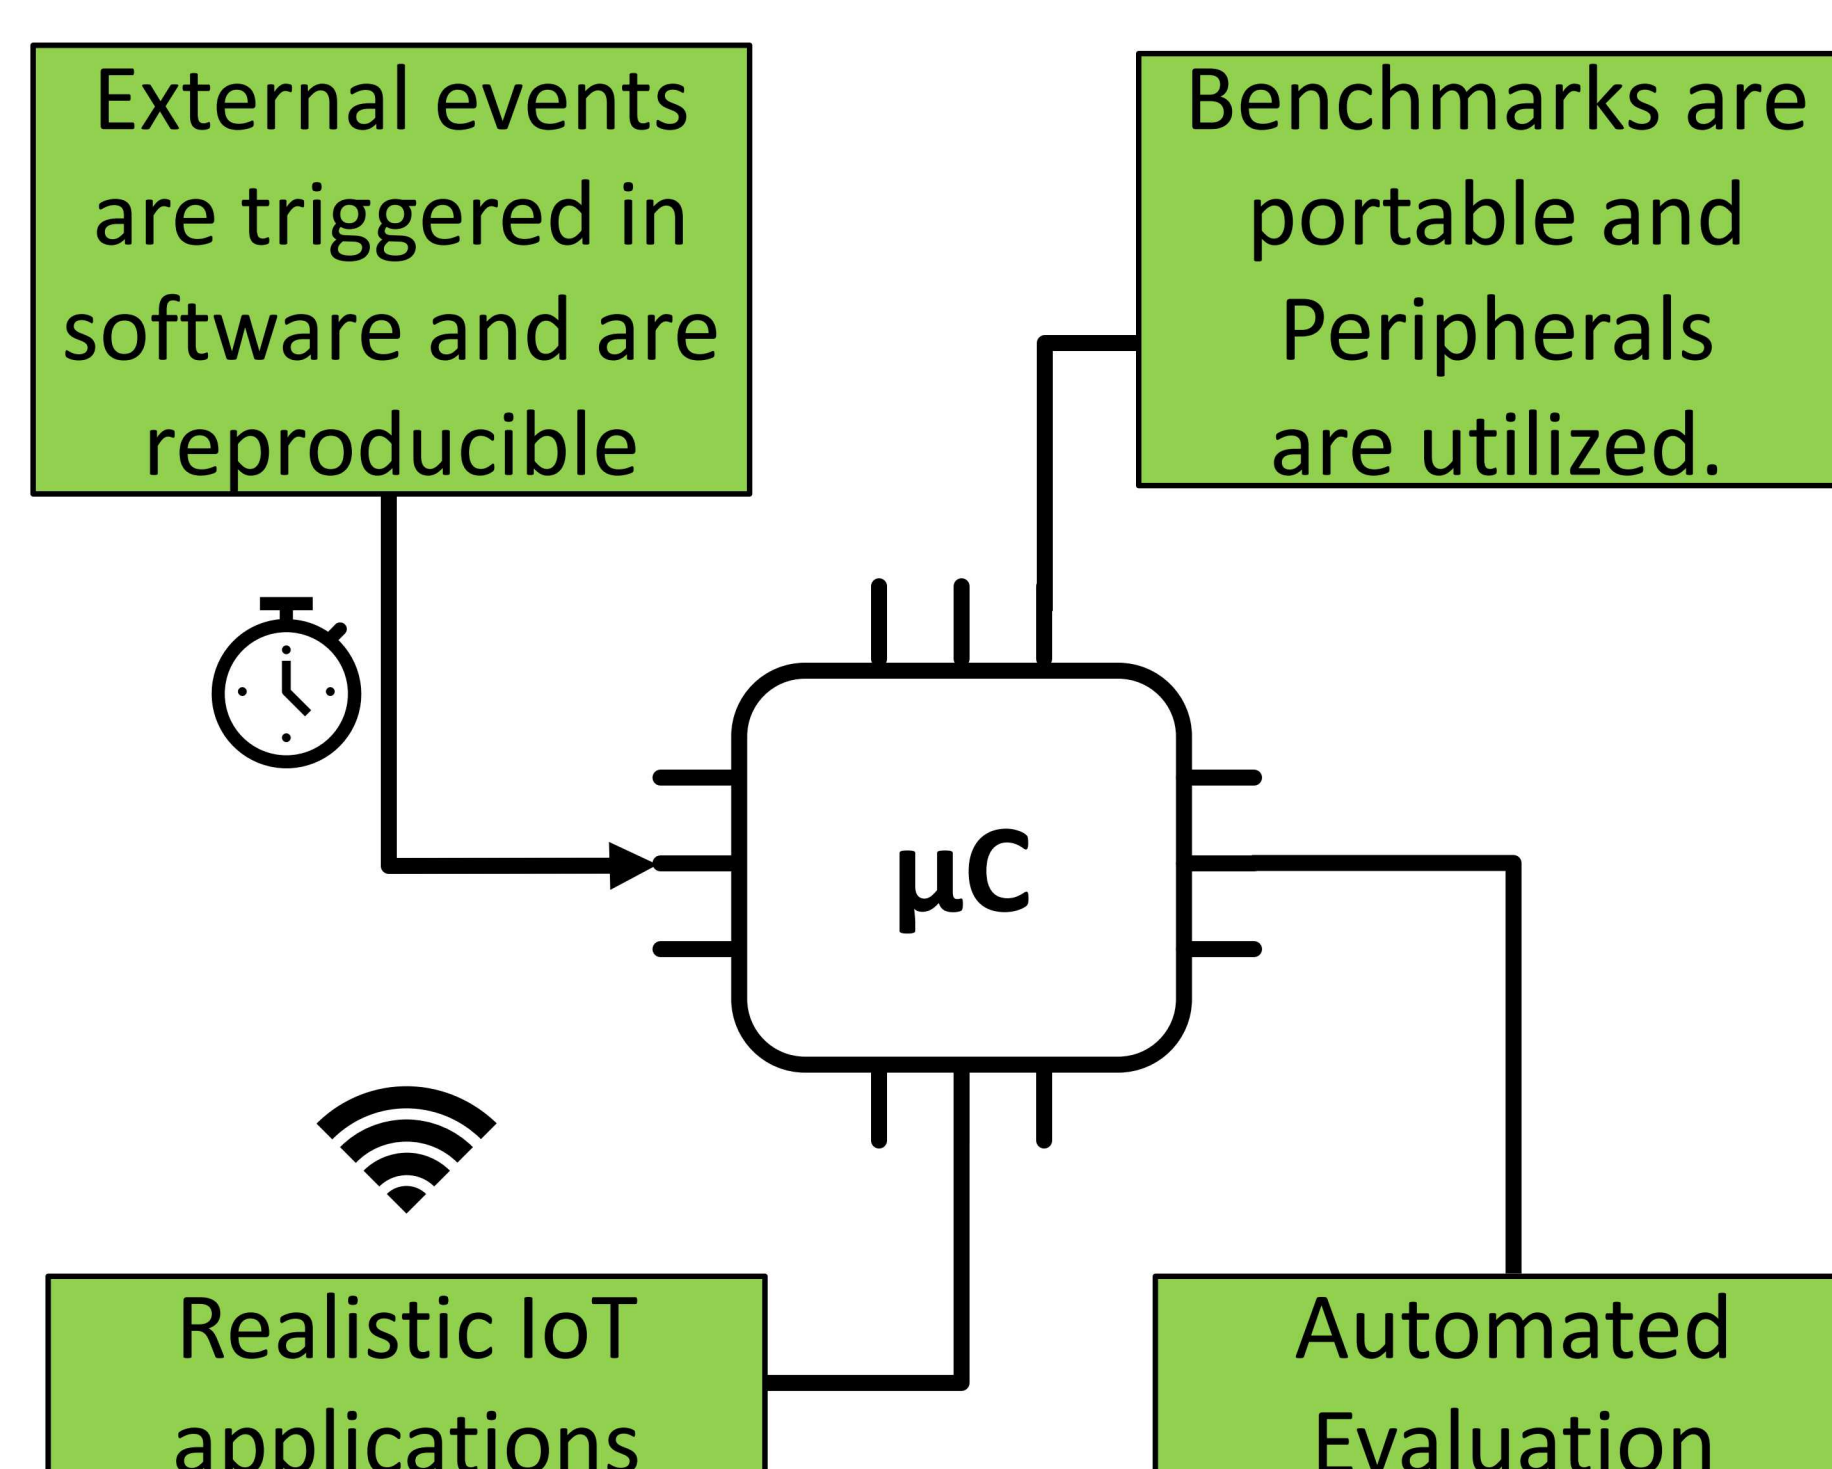 External events
are triggered in
software and are
reproducible
Benchmarks are
portable and
Peripherals
are utilized.
µC
Realistic IoT
applications
Automated
Evaluation